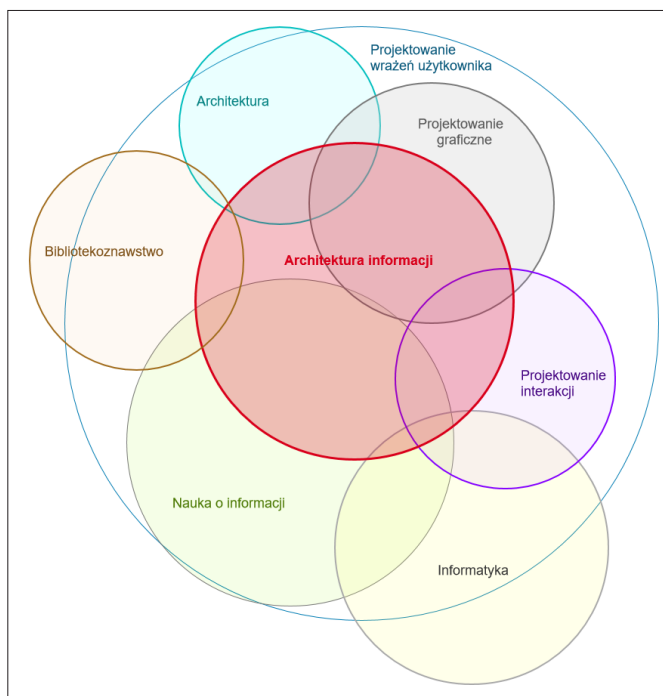 Projektowanie
wrażeń użytkownika
Architektura
Projektowanie
graficzne
Bibliotekoznawstwo
Architektura informacji
Projektowanie
interakcji
Nauka o informacji
Informatyka